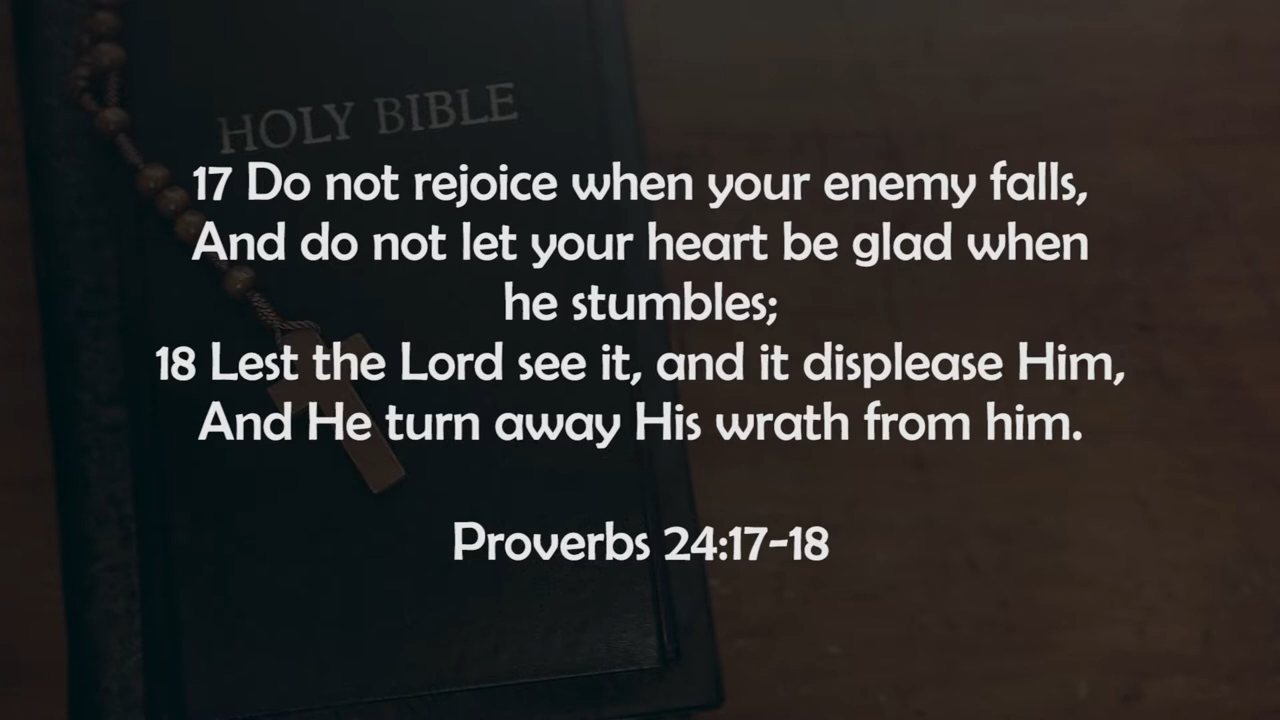 HOLY BIBLE
17 Do not rejoice when your enemy falls,
And do not let your heart be glad when
he stumbles;
18 Lest the Lord see it, and it displease Him,
And He turn away His wrath from him.
Proverbs 24:17-18